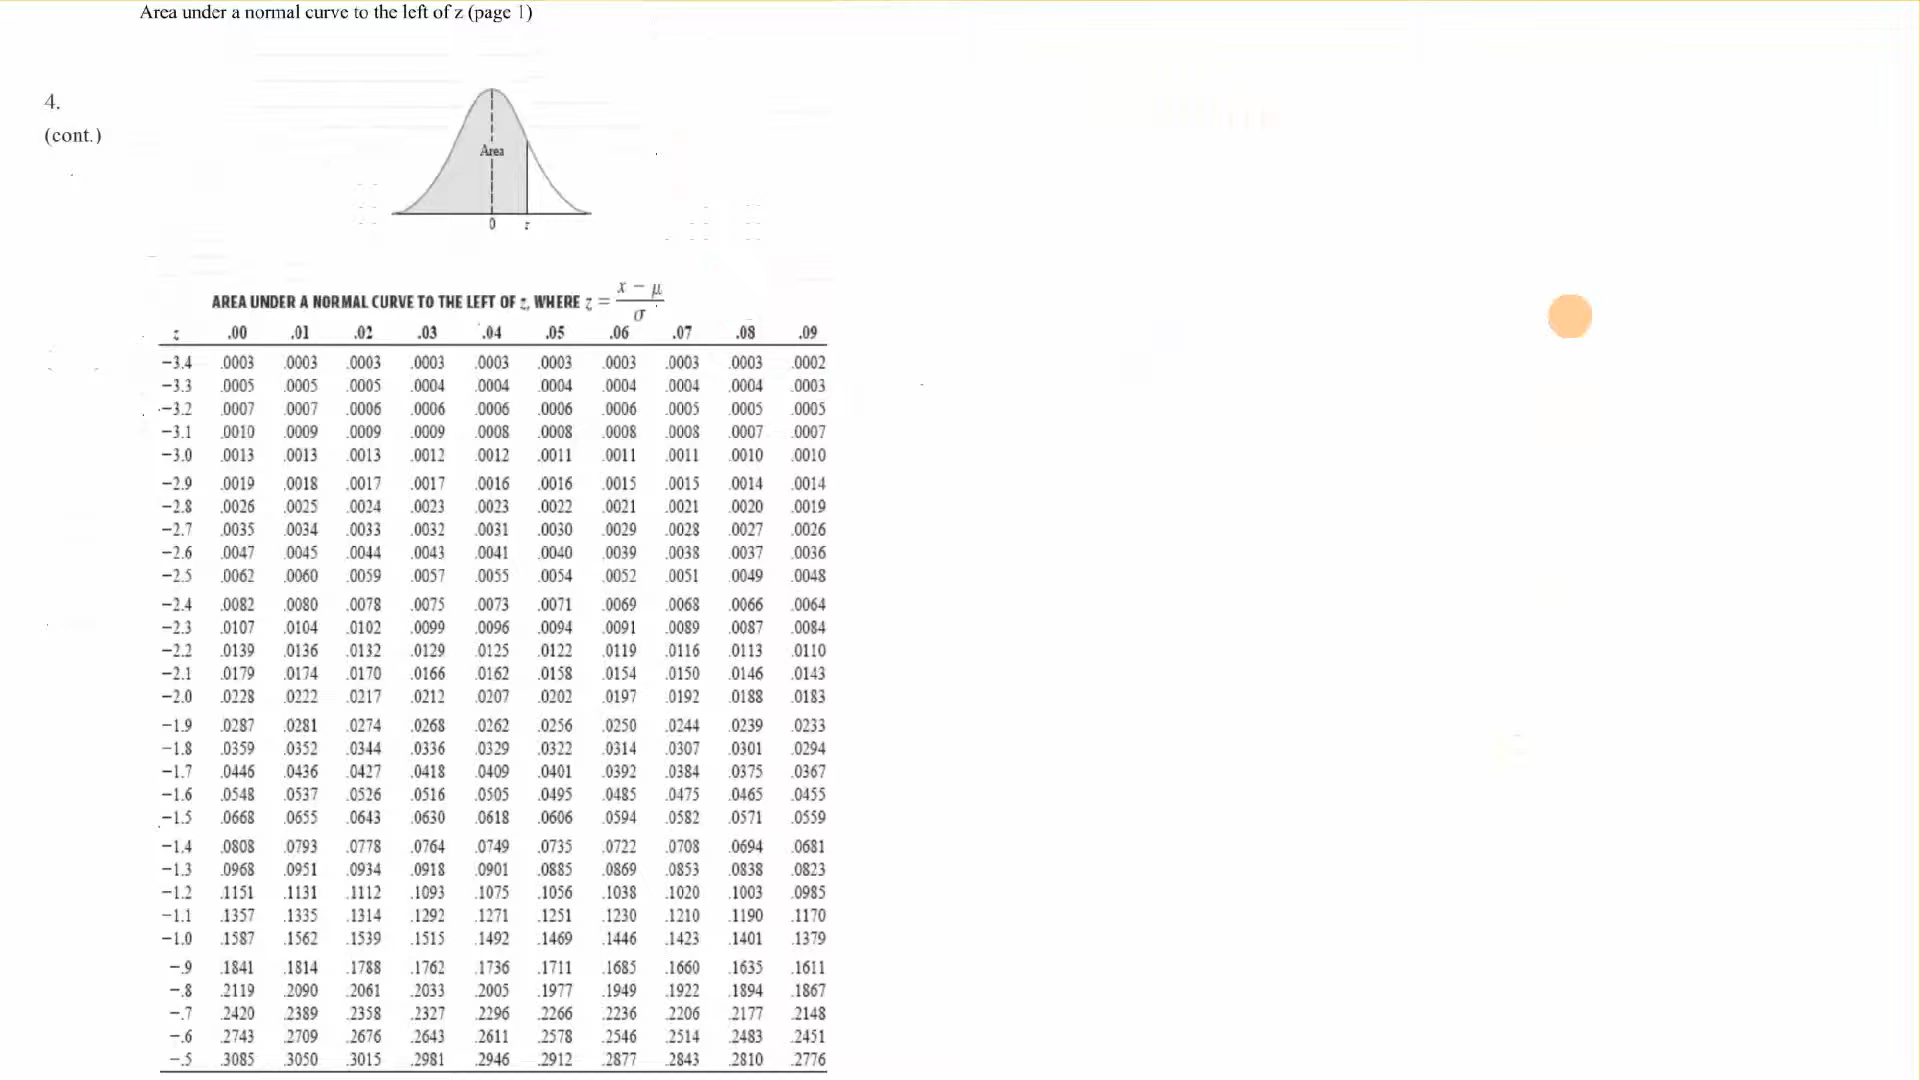 Area under a normal curve to the left of z (page 1)
4.
(cont.)
Area
0 z
AREA UNDER A NORMAL CURVE TO THE LEFT OF z, WHERE z = x − μ / σ
z .00 .01 .02 .03 .04 .05 .06 .07 .08 .09
−3.4 .0003 .0003 .0003 .0003 .0003 .0003 .0003 .0003 .0003 .0002
−3.3 .0005 .0005 .0005 .0004 .0004 .0004 .0004 .0004 .0004 .0003
−3.2 .0007 .0007 .0006 .0006 .0006 .0006 .0006 .0005 .0005 .0005
−3.1 .0010 .0009 .0009 .0009 .0008 .0008 .0008 .0008 .0007 .0007
−3.0 .0013 .0013 .0013 .0012 .0012 .0011 .0011 .0011 .0010 .0010
−2.9 .0019 .0018 .0017 .0017 .0016 .0016 .0015 .0015 .0014 .0014
−2.8 .0026 .0025 .0024 .0023 .0023 .0022 .0021 .0021 .0020 .0019
−2.7 .0035 .0034 .0033 .0032 .0031 .0030 .0029 .0028 .0027 .0026
−2.6 .0047 .0045 .0044 .0043 .0041 .0040 .0039 .0038 .0037 .0036
−2.5 .0062 .0060 .0059 .0057 .0055 .0054 .0052 .0051 .0049 .0048
−2.4 .0082 .0080 .0078 .0075 .0073 .0071 .0069 .0068 .0066 .0064
−2.3 .0107 .0104 .0102 .0099 .0096 .0094 .0091 .0089 .0087 .0084
−2.2 .0139 .0136 .0132 .0129 .0125 .0122 .0119 .0116 .0113 .0110
−2.1 .0179 .0174 .0170 .0166 .0162 .0158 .0154 .0150 .0146 .0143
−2.0 .0228 .0222 .0217 .0212 .0207 .0202 .0197 .0192 .0188 .0183
−1.9 .0287 .0281 .0274 .0268 .0262 .0256 .0250 .0244 .0239 .0233
−1.8 .0359 .0352 .0344 .0336 .0329 .0322 .0314 .0307 .0301 .0294
−1.7 .0446 .0436 .0427 .0418 .0409 .0401 .0392 .0384 .0375 .0367
−1.6 .0548 .0537 .0526 .0516 .0505 .0495 .0485 .0475 .0465 .0455
−1.5 .0668 .0655 .0643 .0630 .0618 .0606 .0594 .0582 .0571 .0559
−1.4 .0808 .0793 .0778 .0764 .0749 .0735 .0722 .0708 .0694 .0681
−1.3 .0968 .0951 .0934 .0918 .0901 .0885 .0869 .0853 .0838 .0823
−1.2 .1151 .1131 .1112 .1093 .1075 .1056 .1038 .1020 .1003 .0985
−1.1 .1357 .1335 .1314 .1292 .1271 .1251 .1230 .1210 .1190 .1170
−1.0 .1587 .1562 .1539 .1515 .1492 .1469 .1446 .1423 .1401 .1379
−.9 .1841 .1814 .1788 .1762 .1736 .1711 .1685 .1660 .1635 .1611
−.8 .2119 .2090 .2061 .2033 .2005 .1977 .1949 .1922 .1894 .1867
−.7 .2420 .2389 .2358 .2327 .2296 .2266 .2236 .2206 .2177 .2148
−.6 .2743 .2709 .2676 .2643 .2611 .2578 .2546 .2514 .2483 .2451
−.5 .3085 .3050 .3015 .2981 .2946 .2912 .2877 .2843 .2810 .2776